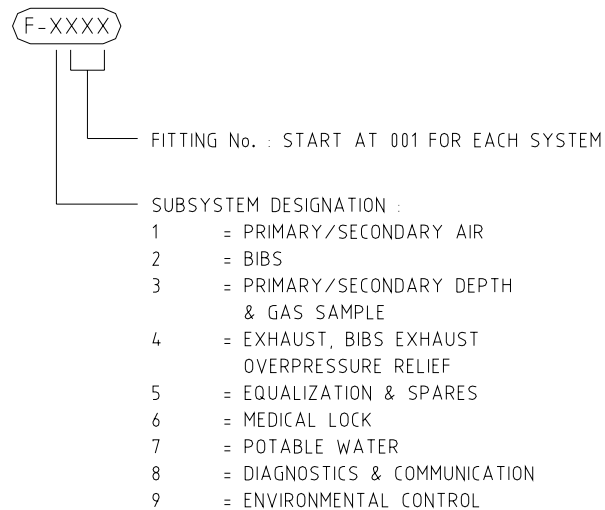 F-XXXX
FITTING No. : START AT 001 FOR EACH SYSTEM
SUBSYSTEM DESIGNATION :
1 = PRIMARY/SECONDARY AIR
2 = BIBS
3 = PRIMARY/SECONDARY DEPTH
& GAS SAMPLE
4 = EXHAUST, BIBS EXHAUST
OVERPRESSURE RELIEF
5 = EQUALIZATION & SPARES
6 = MEDICAL LOCK
7 = POTABLE WATER
8 = DIAGNOSTICS & COMMUNICATION
9 = ENVIRONMENTAL CONTROL